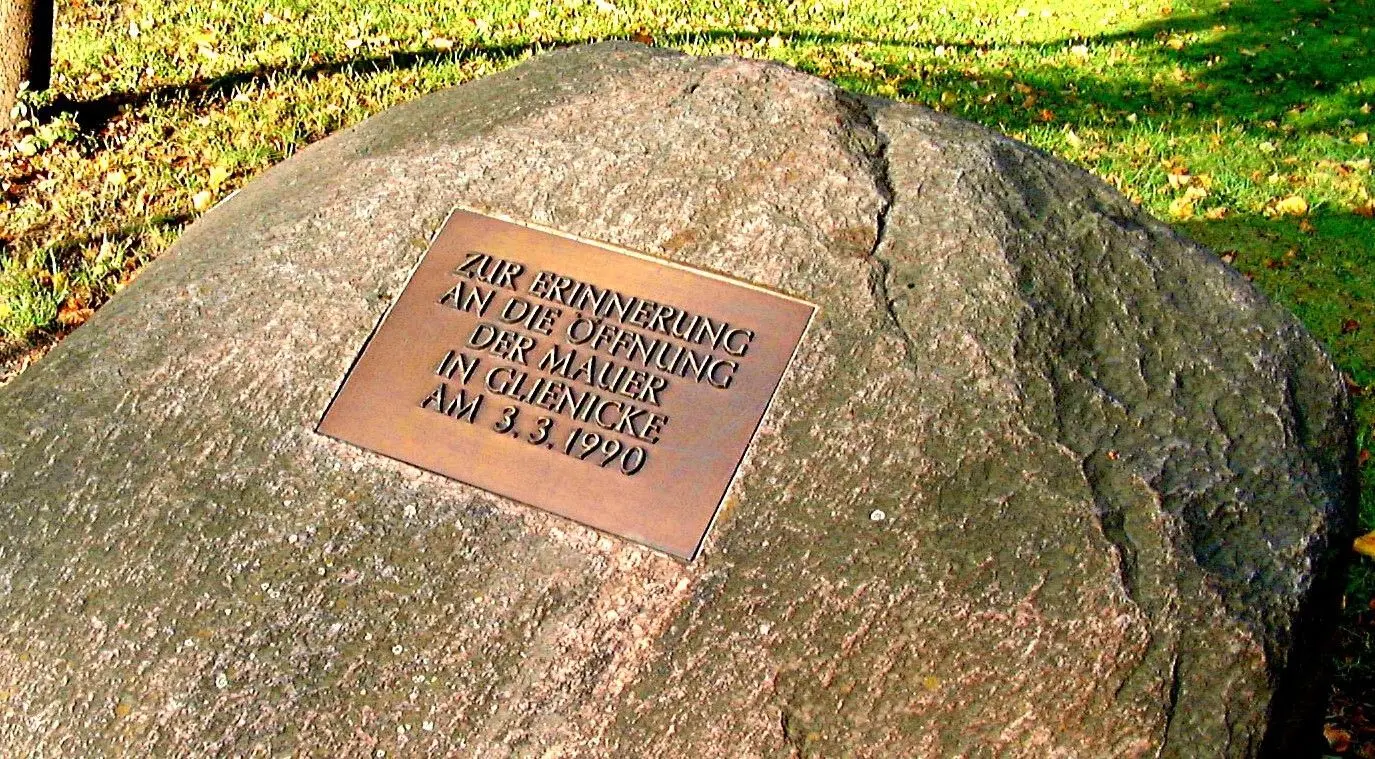 ZUR ERINNERUNG
AN DIE ÖFFNUNG
DER MAUER
IN GLIENICKE
AM 3. 3. 1990